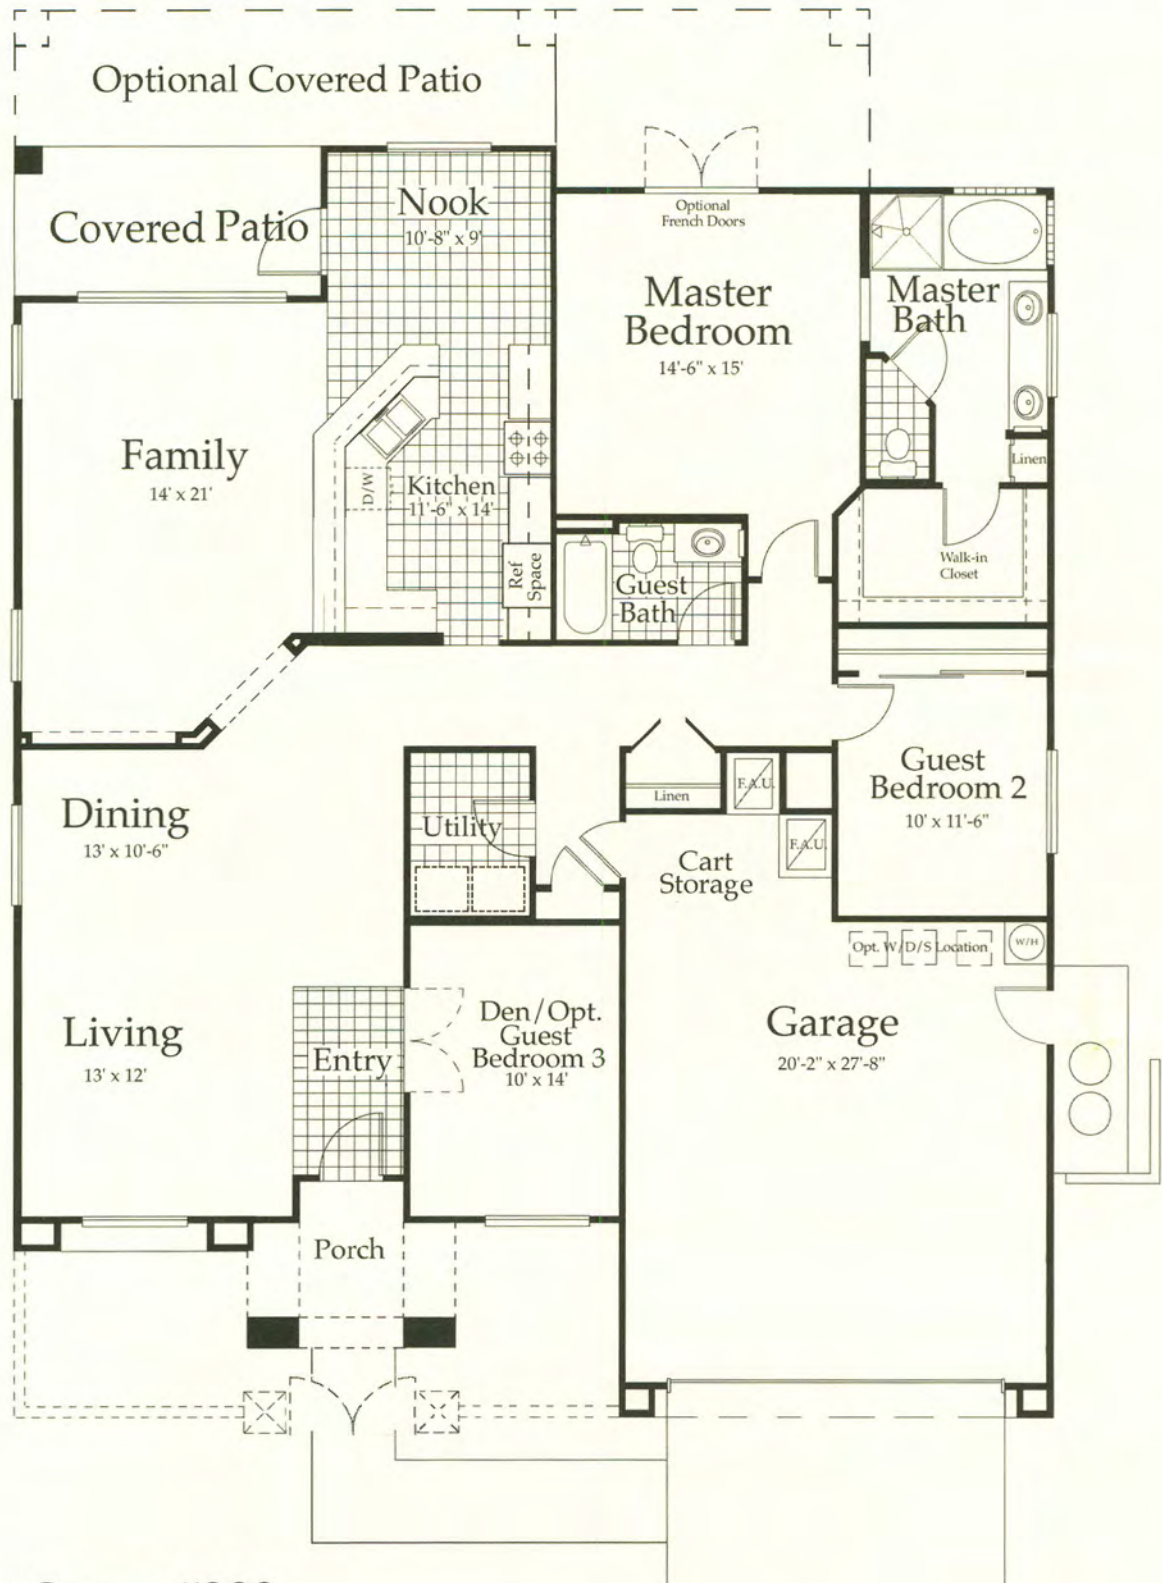 Optional Covered Patio
Covered Patio
Nook
10'-8" x 9'
Optional
French Doors
Master
Bedroom
14'-6" x 15'
Master
Bath
Linen
Family
14' x 21'
D/W
Kitchen
11'-6" x 14'
Ref
Space
Guest
Bath
Walk-in
Closet
Dining
13' x 10'-6"
Utility
Linen
F.A.U.
F.A.U.
Cart
Storage
Guest
Bedroom 2
10' x 11'-6"
Opt. W/D/S Location
W/H
Living
13' x 12'
Entry
Den/Opt.
Guest
Bedroom 3
10' x 14'
Garage
20'-2" x 27'-8"
Porch